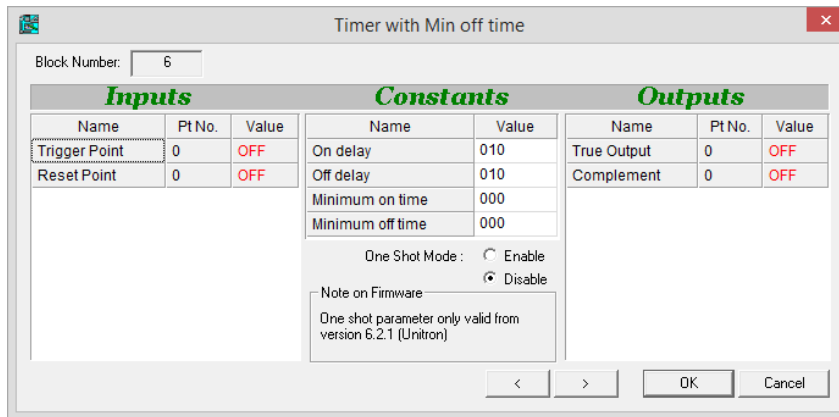 Timer with Min off time
Block Number: 6
Inputs Constants Outputs
Name Pt No. Value Name Value Name Pt No. Value
Trigger Point 0 OFF On delay 010 True Output 0 OFF
Reset Point 0 OFF Off delay 010 Complement 0 OFF
Minimum on time 000
Minimum off time 000
One Shot Mode : Enable
Disable
Note on Firmware
One shot parameter only valid from
version 6.2.1 (Unitron)
< > OK Cancel